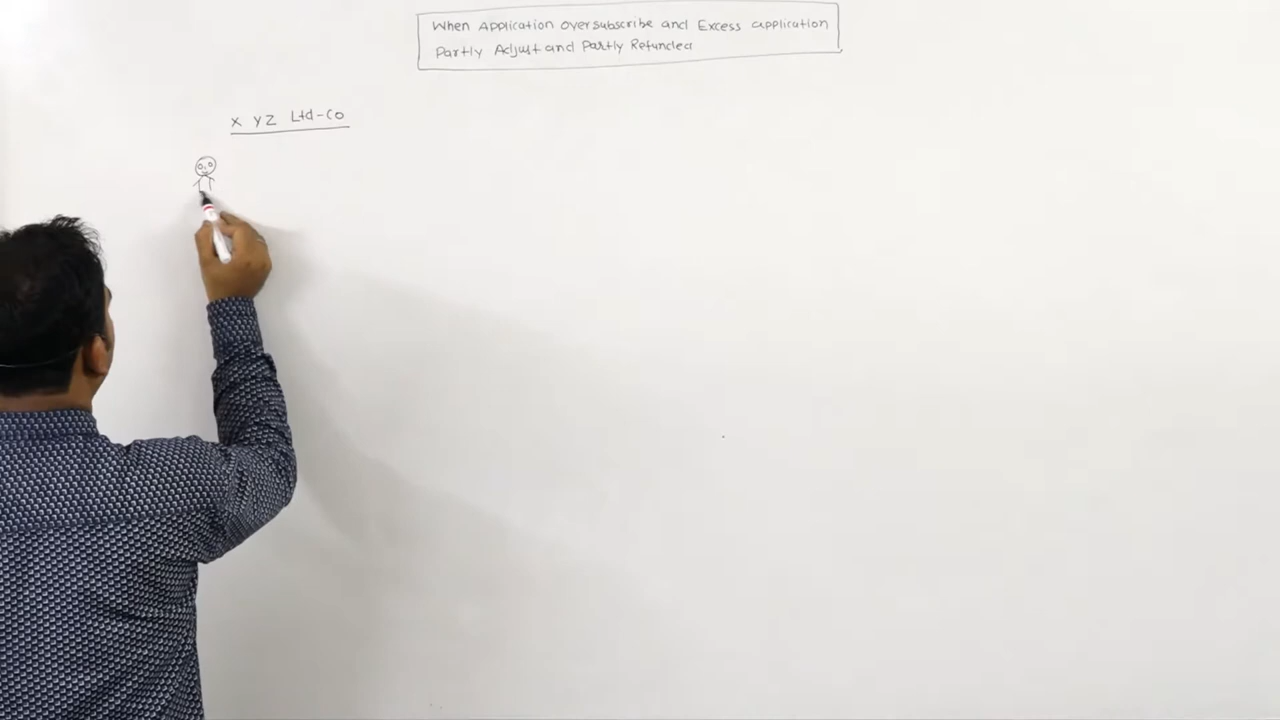 When Application oversubscribe and Excess application
Partly Adjust and Partly Refunded
X YZ Ltd-Co